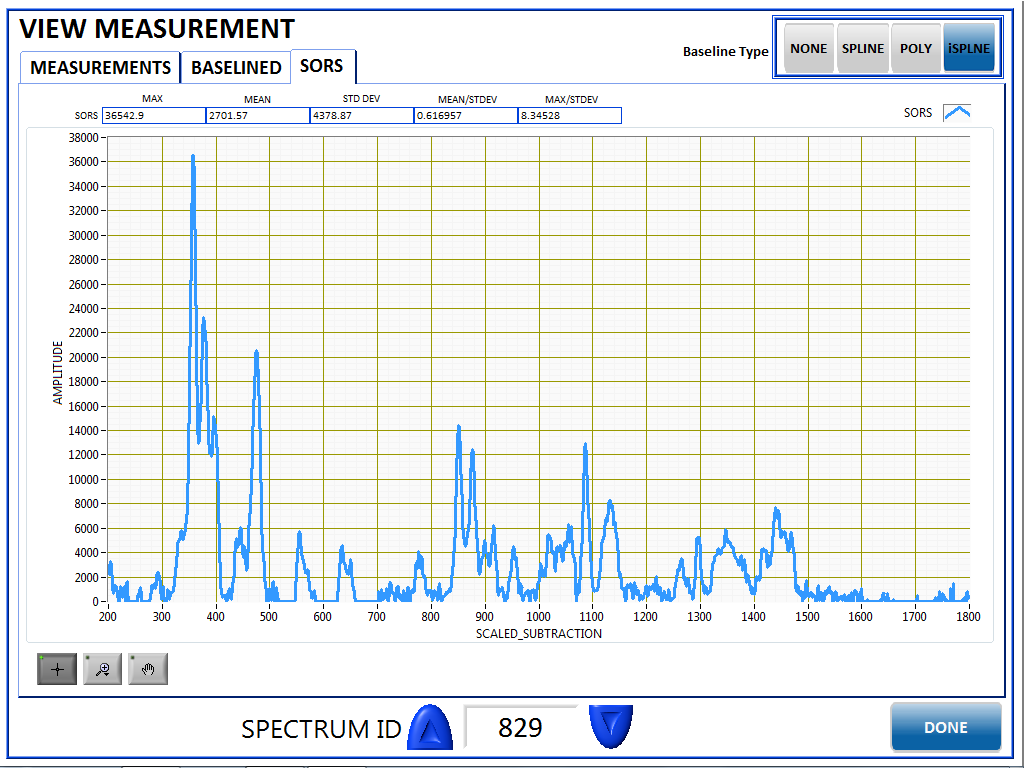 VIEW MEASUREMENT
Baseline Type NONE SPLINE POLY iSPLNE
MEASUREMENTS BASELINED SORS
MAX MEAN STD DEV MEAN/STDEV MAX/STDEV
SORS 36542.9 2701.57 4378.87 0.616957 8.34528
SORS
38000
36000
34000
32000
30000
28000
26000
24000
22000
20000
18000
16000
14000
12000
10000
8000
6000
4000
2000
0
AMPLITUDE
200 300 400 500 600 700 800 900 1000 1100 1200 1300 1400 1500 1600 1700 1800
SCALED_SUBTRACTION
SPECTRUM ID 829
DONE